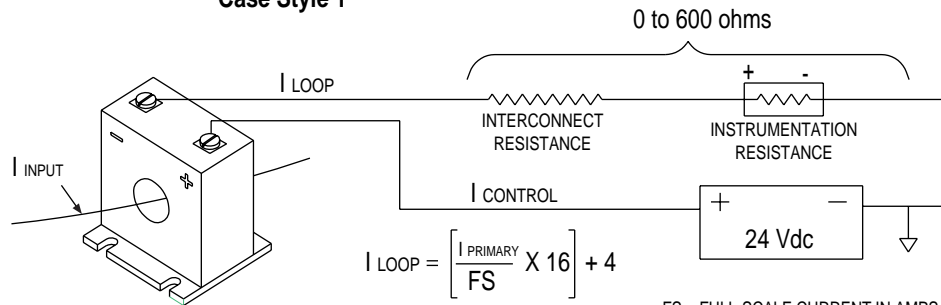 Case Style 1
0 to 600 ohms
I LOOP
+ -
INTERCONNECT
RESISTANCE
INSTRUMENTATION
RESISTANCE
-
+
I INPUT
I CONTROL
+ -
24 Vdc
I LOOP = [I PRIMARY / FS X 16] + 4
FS = FULL SCALE CURRENT IN AMPS